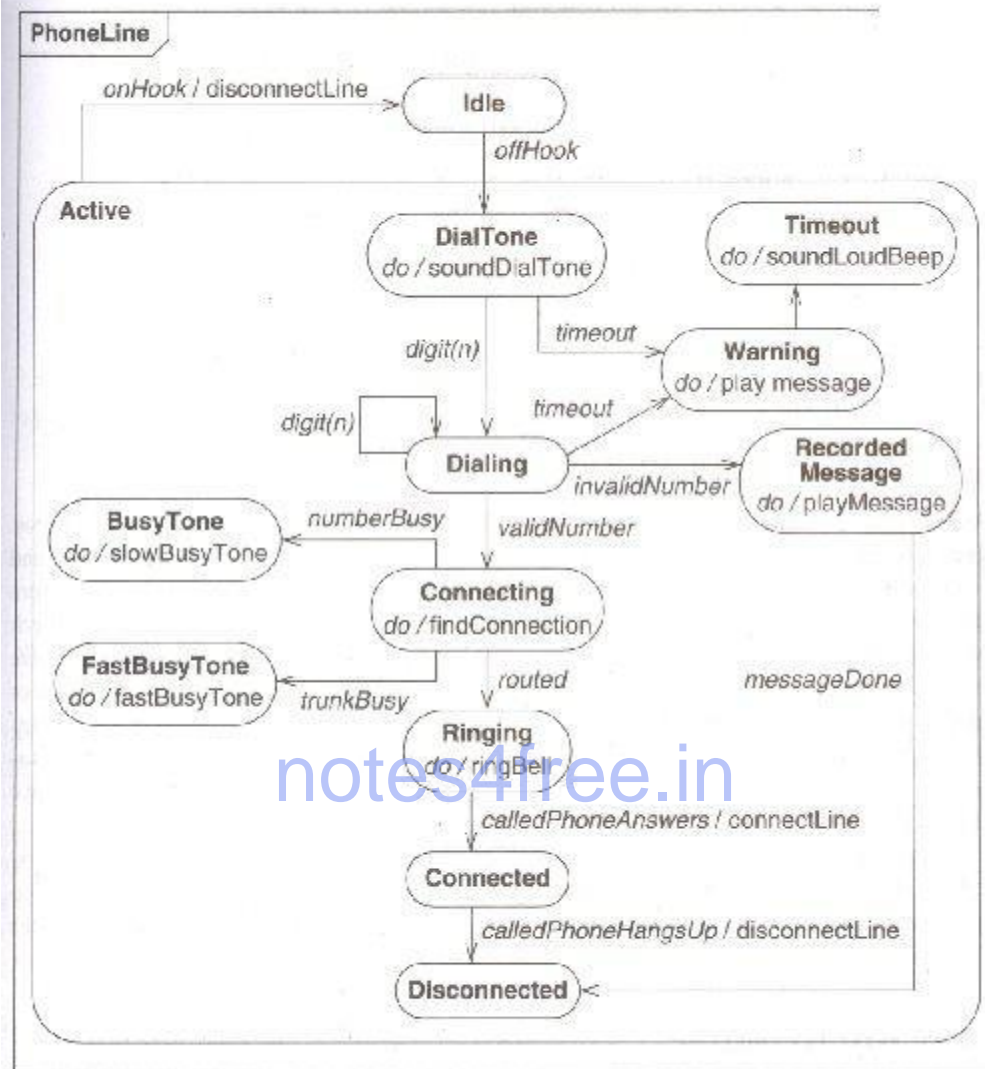 PhoneLine
onHook / disconnectLine
Idle
offHook
Active
DialTone
do / soundDialTone
Timeout
do / soundLoudBeep
timeout
digit(n)
Warning
do / play message
timeout
digit(n)
Dialing
invalidNumber
Recorded
Message
do / playMessage
BusyTone
do / slowBusyTone
numberBusy
validNumber
Connecting
do / findConnection
FastBusyTone
do / fastBusyTone
trunkBusy
routed
messageDone
Ringing
do / ringBell
notes4free.in
calledPhoneAnswers / connectLine
Connected
calledPhoneHangsUp / disconnectLine
Disconnected